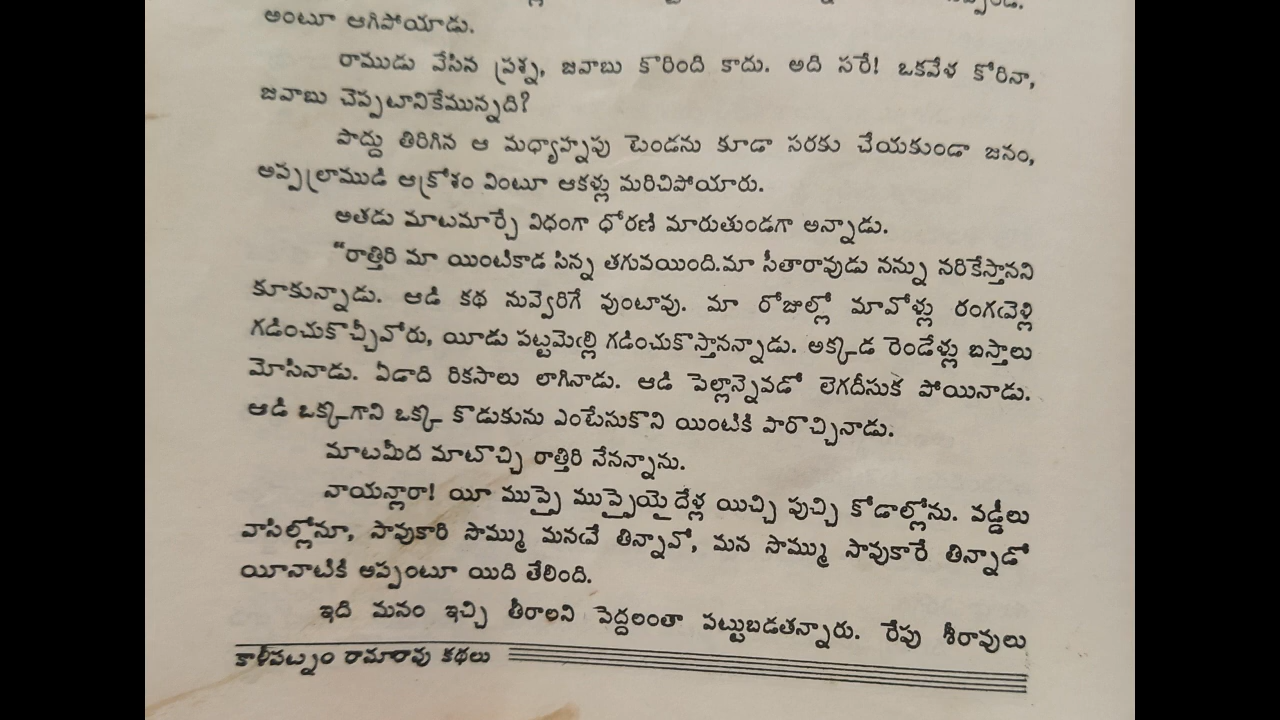 అంటూ ఆగిపోయాడు.
రాముడు వేసిన ప్రశ్న, జవాబు కోరింది కాదు. అది సరే! ఒకవేళ కోరినా,
జవాబు చెప్పటానికేమున్నది?
పొద్దు తిరిగిన ఆ మధ్యాహ్నపు టెండను కూడా సరకు చేయకుండా జనం,
అప్పల్రాముడి ఆక్రోశం వింటూ ఆకళ్లు మరిచిపోయారు.
అతడు మాటమార్చే విధంగా ధోరణి మారుతుండగా అన్నాడు.
“రాత్తిరి మా యింటికాడ సిన్న తగువయింది.మా సీతారావుడు నన్ను నరికేస్తానని
కూకున్నాడు. ఆడి కథ నువ్వెరిగే వుంటావు. మా రోజుల్లో మావోళ్లు రంగఁవెళ్లి
గడించుకొచ్చీవోరు, యీడు పట్టమెఁల్లి గడించుకొస్తానన్నాడు. అక్కడ రెండేళ్లు బస్తాలు
మోసినాడు. ఏడాది రికసాలు లాగినాడు. ఆడి పెల్లాన్నెవడో లెగదీసుక పోయినాడు.
ఆడి ఒక్కగాని ఒక్క కొడుకును ఎంటేసుకొని యింటికి పారొచ్చినాడు.
మాటమీద మాటొచ్చి రాత్తిరి నేనన్నాను.
నాయన్లారా! యీ ముప్పై ముప్ఫైయైదేళ్ల యిచ్చి పుచ్చి కోడాల్లోను. వడ్డీలు
వాసిల్లోనూ, సావుకారి సొమ్ము మనఁవే తిన్నావో, మన సొమ్ము సావుకారే తిన్నాడో
యీనాటికి అప్పంటూ యిది తేలింది.
ఇది మనం ఇచ్చి తీరాలని పెద్దలంతా పట్టుబడతన్నారు. రేపు శీరావులు
కాళీపట్నం రామారావు కథలు